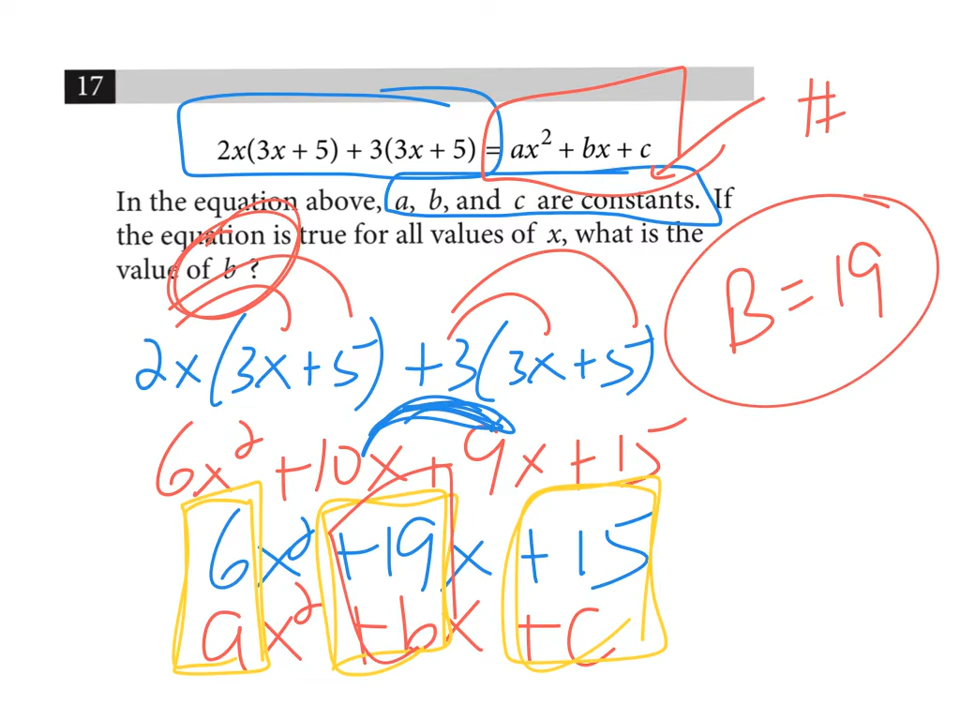 17
#
2x(3x + 5) + 3(3x + 5) = ax² + bx + c
In the equation above, a, b, and c are constants. If
the equation is true for all values of x, what is the
value of b ?
B = 19
2x(3x+5) +3(3x+5)
6x²+10x+9x+15
6x²+19x+15
ax²+bx+c